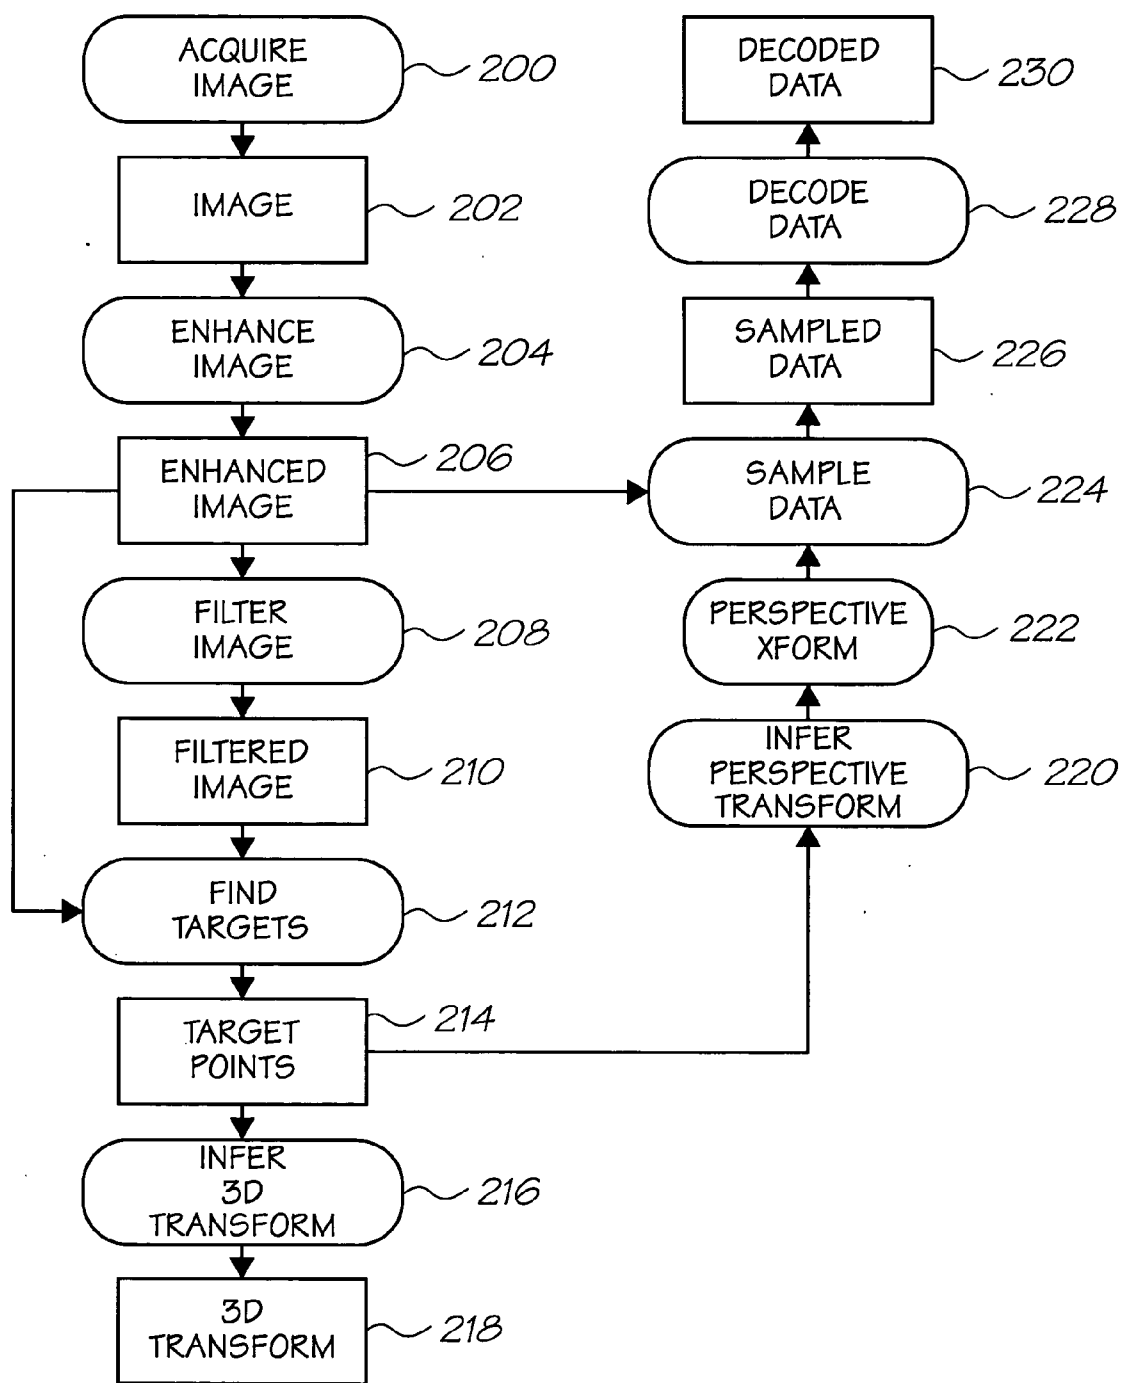 ACQUIRE
IMAGE
200
IMAGE
202
ENHANCE
IMAGE
204
ENHANCED
IMAGE
206
FILTER
IMAGE
208
FILTERED
IMAGE
210
FIND
TARGETS
212
TARGET
POINTS
214
INFER
3D
TRANSFORM
216
3D
TRANSFORM
218
DECODED
DATA
230
DECODE
DATA
228
SAMPLED
DATA
226
SAMPLE
DATA
224
PERSPECTIVE
XFORM
222
INFER
PERSPECTIVE
TRANSFORM
220